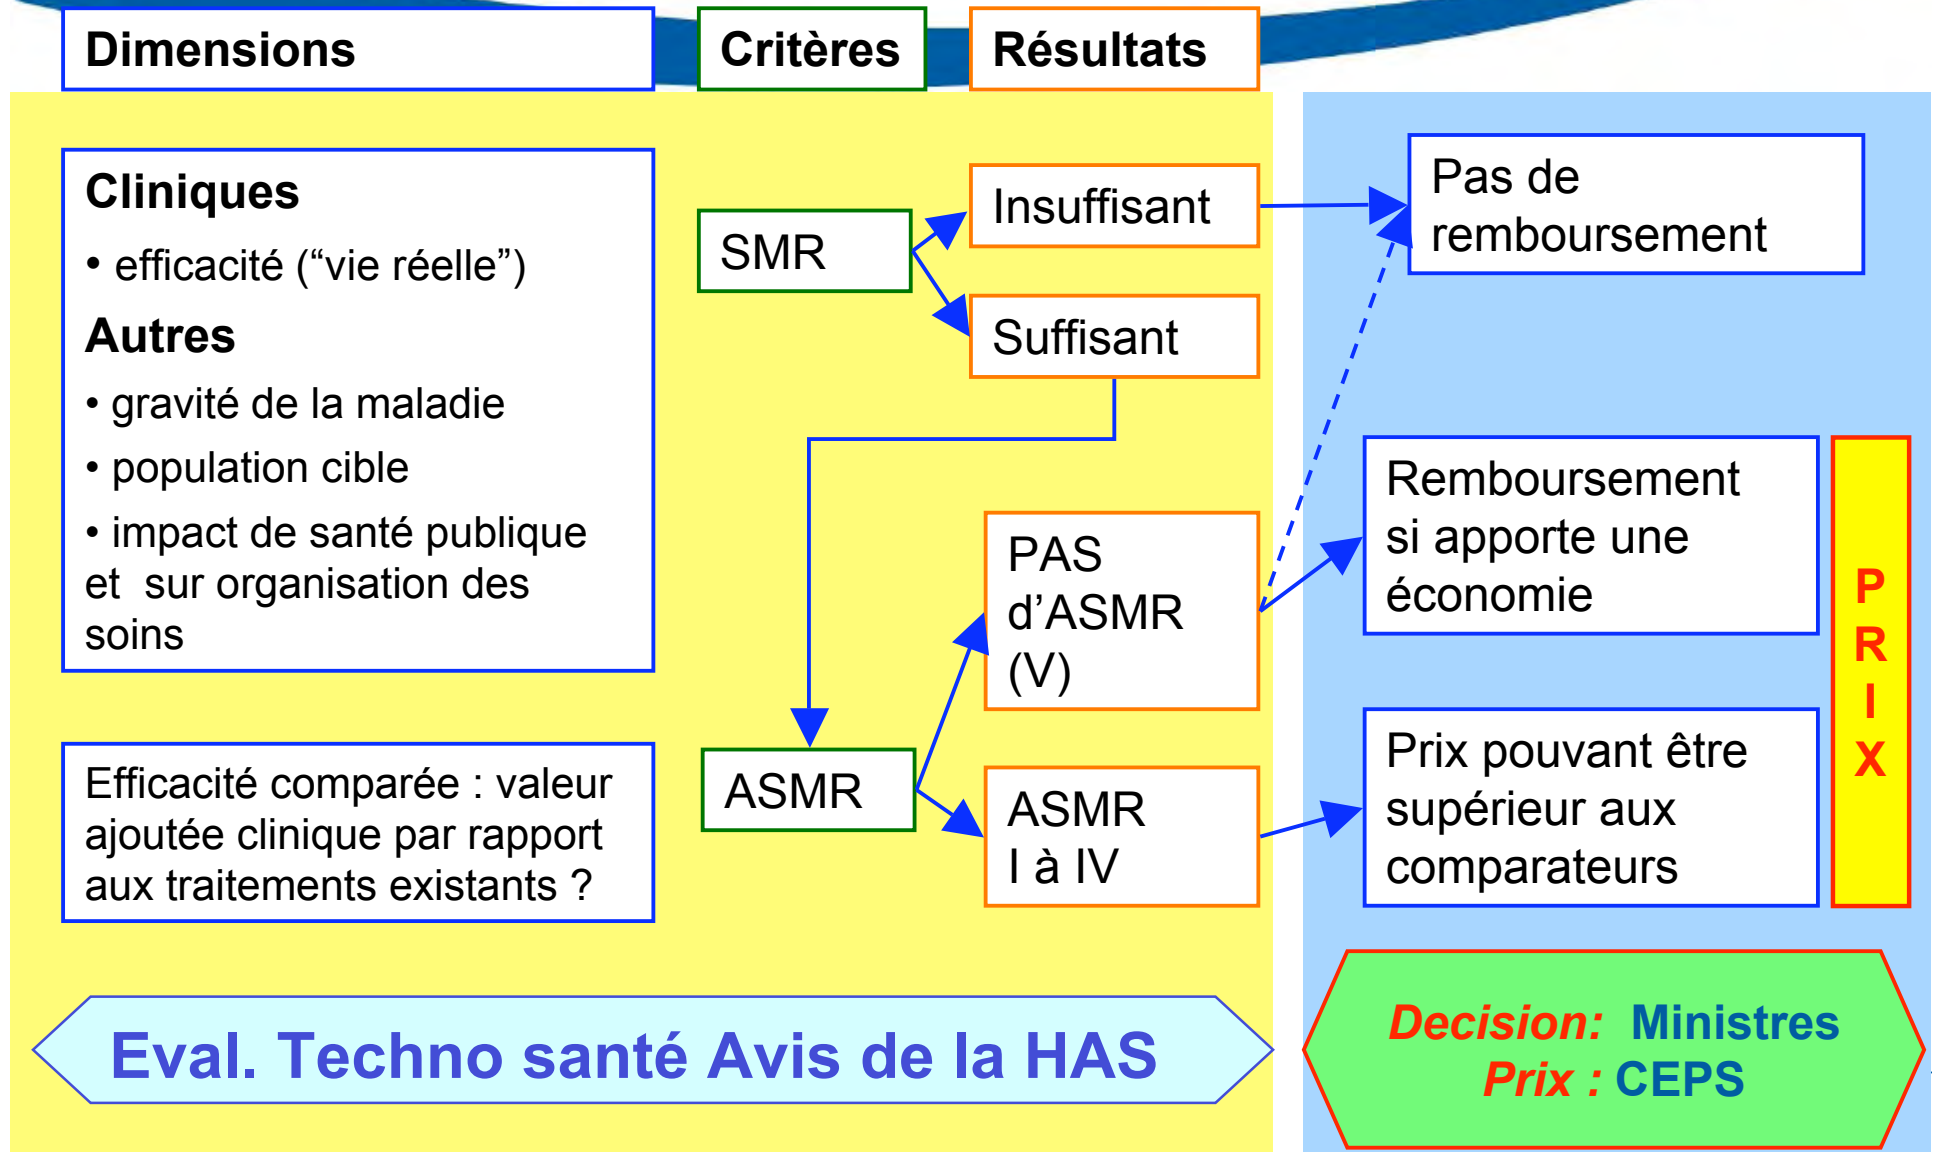 Dimensions
Critères
Résultats
Cliniques
• efficacité (“vie réelle”)
Autres
• gravité de la maladie
• population cible
• impact de santé publique
et  sur organisation des
soins
Efficacité comparée : valeur
ajoutée clinique par rapport
aux traitements existants ?
SMR
ASMR
Insuffisant
Suffisant
PAS
d’ASMR
(V)
ASMR
I à IV
Pas de
remboursement
Remboursement
si apporte une
économie
Prix pouvant être
supérieur aux
comparateurs
P
R
I
X
Eval. Techno santé Avis de la HAS
Decision:  Ministres
Prix : CEPS